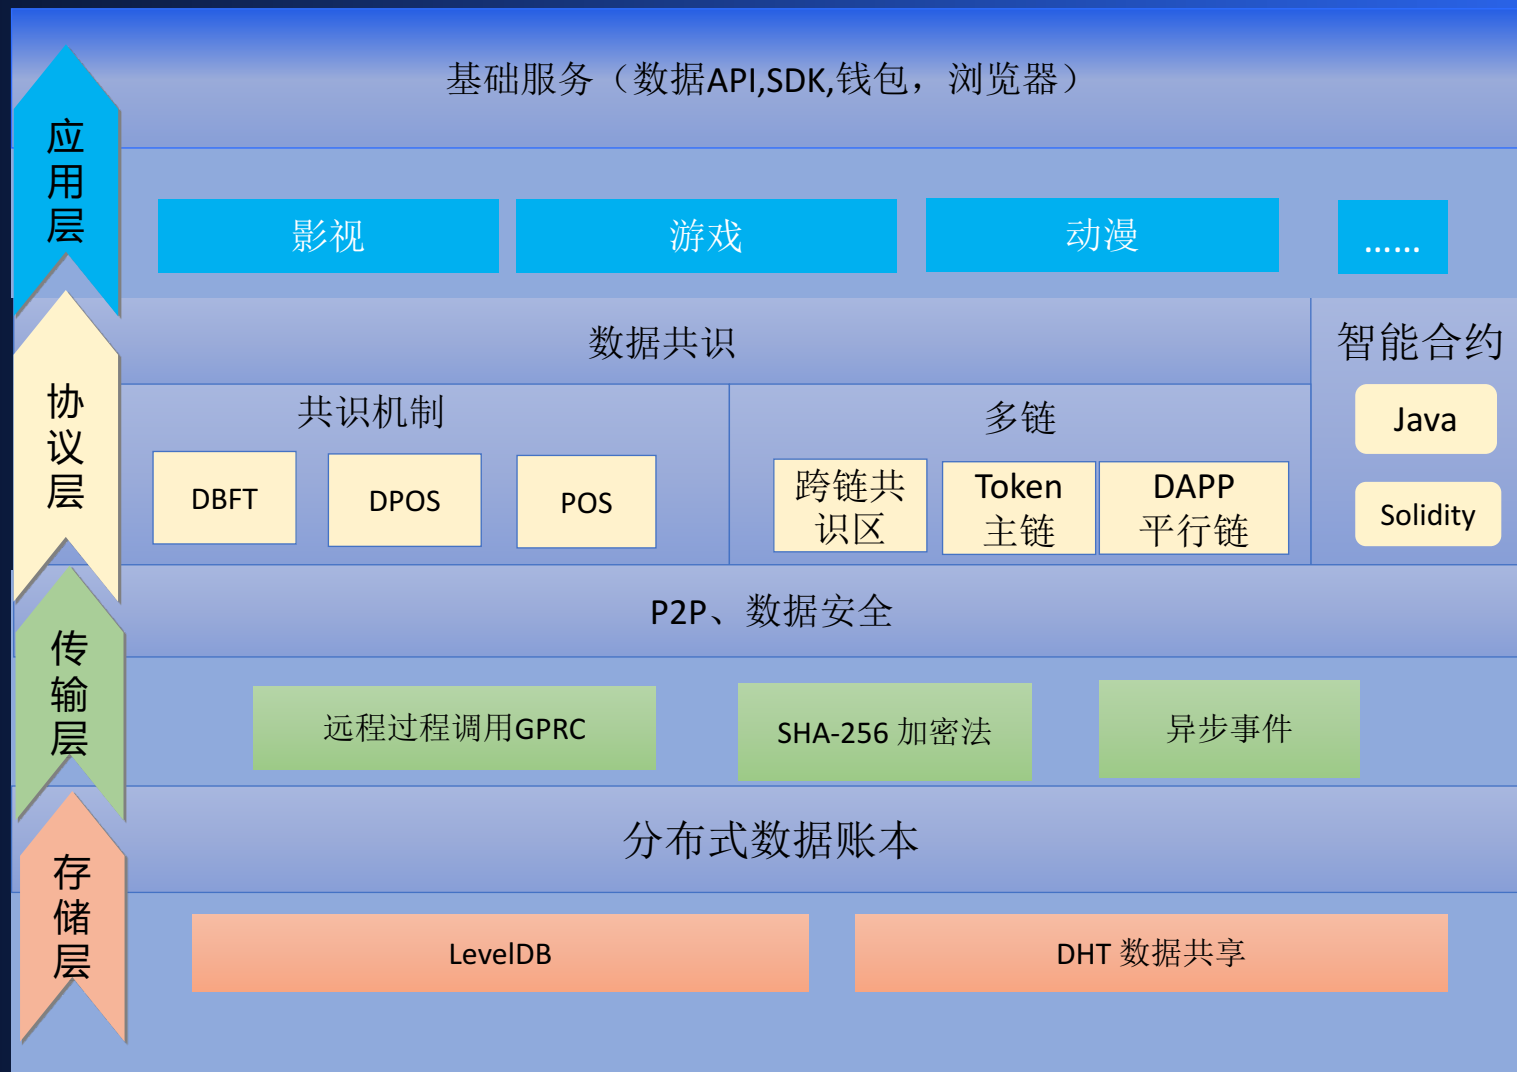 基础服务（数据API,SDK,钱包，浏览器）
应用层
影视
游戏
动漫
……
数据共识
智能合约
协议层
共识机制
多链
DBFT
DPOS
POS
跨链共
识区
Token
主链
DAPP
平行链
Java
Solidity
P2P、数据安全
传输层
远程过程调用GPRC
SHA-256 加密法
异步事件
分布式数据账本
存储层
LevelDB
DHT 数据共享